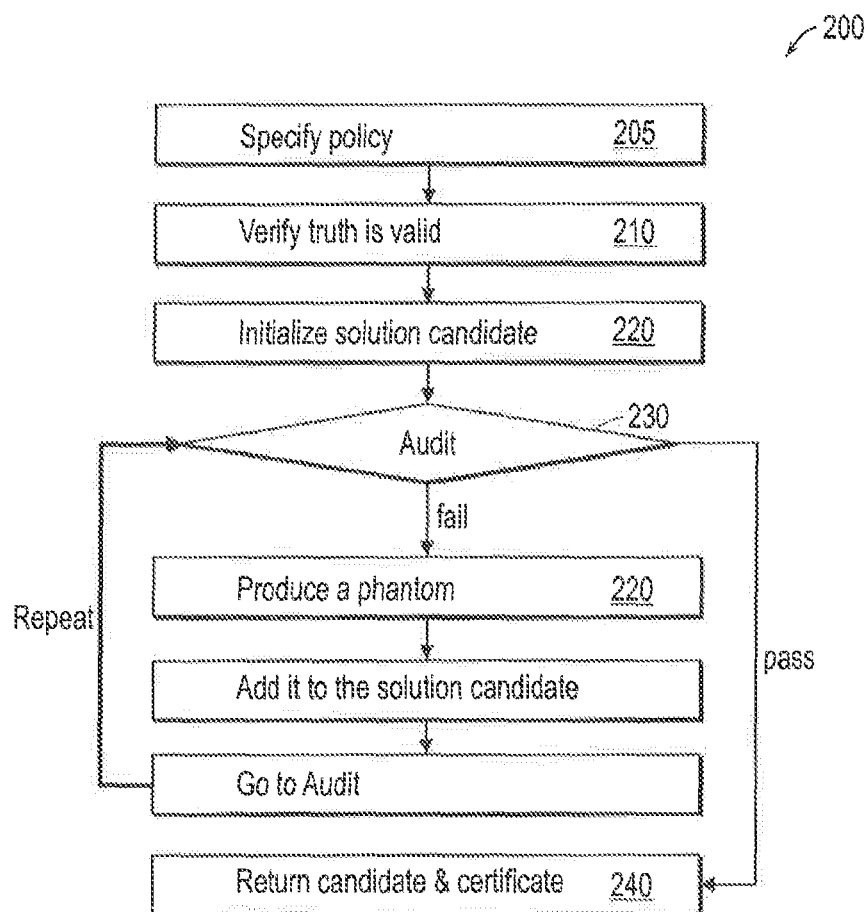 200
Specify policy 205
Verify truth is valid 210
Initialize solution candidate 220
230
Audit
fail
Produce a phantom 220
Repeat
Add it to the solution candidate
pass
Go to Audit
Return candidate & certificate 240